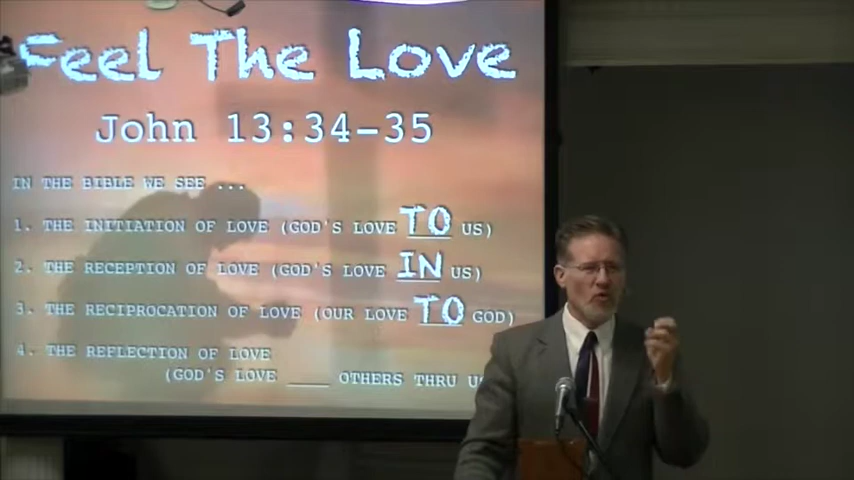 Feel The Love
John 13:34-35
IN THE BIBLE WE SEE ...
1. THE INITIATION OF LOVE (GOD'S LOVE TO US)
2. THE RECEPTION OF LOVE (GOD'S LOVE IN US)
3. THE RECIPROCATION OF LOVE (OUR LOVE TO GOD)
4. THE REFLECTION OF LOVE
(GOD'S LOVE ____ OTHERS THRU